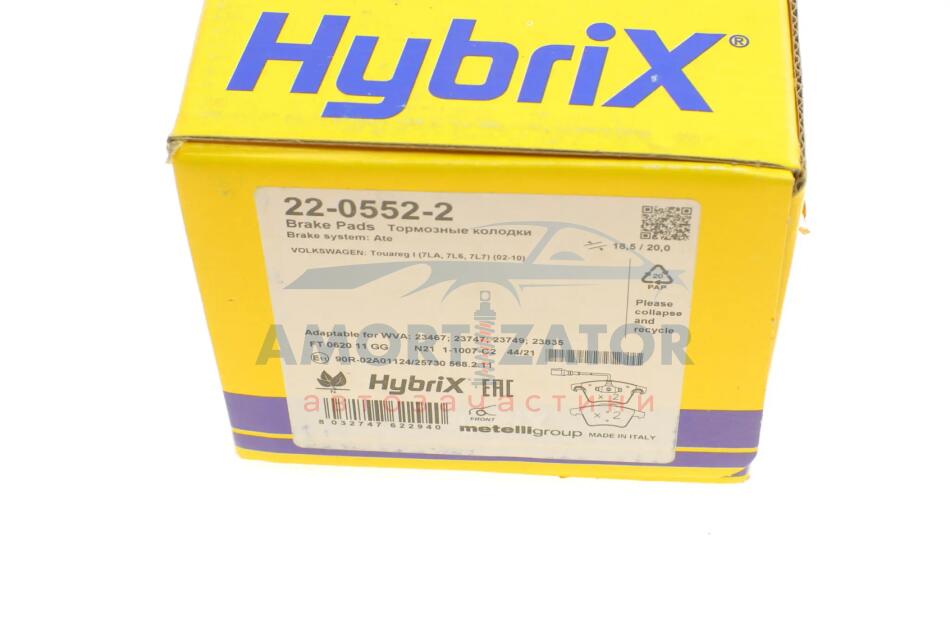 HybriX®
22-0552-2
Brake Pads Тормозные колодки
Brake system: Ate
18,5 / 20,0
VOLKSWAGEN: Touareg I (7LA, 7L6, 7L7) (02-10)
20
PAP
Please
collapse
and
recycle
AMORTIZATOR
автозапчастини
Adaptable for WVA: 23467; 23747; 23749; 23835
FT 0620 11 GG N21 1-1007-C2 44/21
90R-02A01124/25730 568.2.11
HybriX EAC
x 2
x 2
FRONT
8 032747 622940
metelligroup MADE IN ITALY